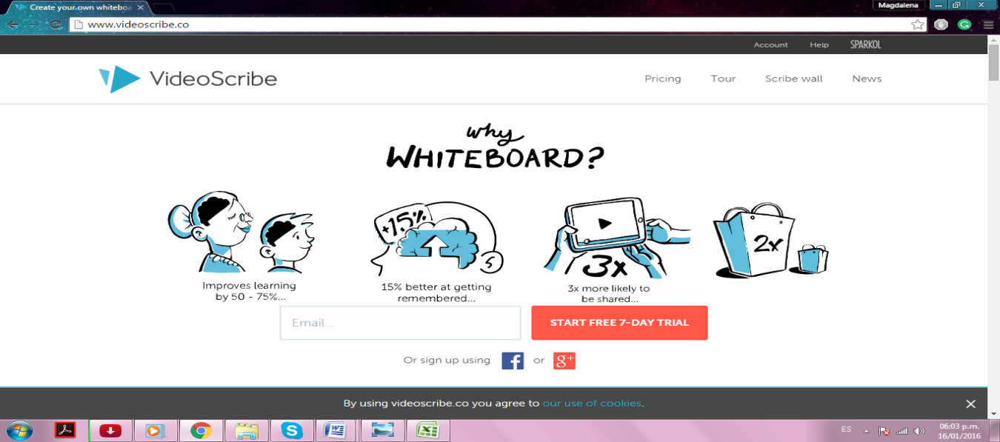 Create your own whiteboa
Magdalena
www.videoscribe.co
Account Help SPARKOL
VideoScribe
Pricing Tour Scribe wall News
why
WHITEBOARD?
+15%
3x
2x
Improves learning
by 50 - 75%...
15% better at getting
remembered...
3x more likely to
be shared...
Email...
START FREE 7-DAY TRIAL
Or sign up using f or g+
By using videoscribe.co you agree to our use of cookies.
ES
06:03 p.m.
16/01/2016